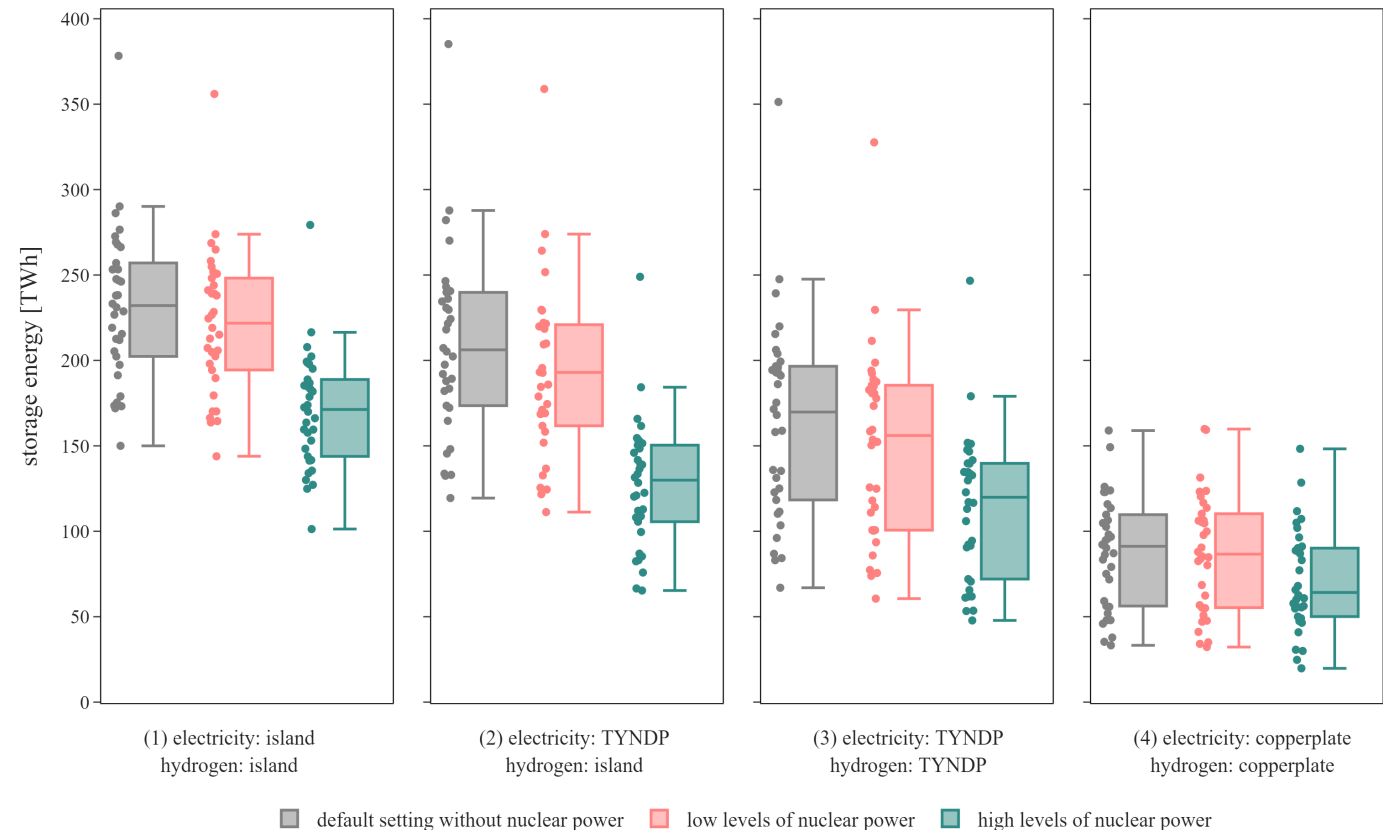 storage energy [TWh]
400
350
300
250
200
150
100
50
0
(1) electricity: island
hydrogen: island
(2) electricity: TYNDP
hydrogen: island
(3) electricity: TYNDP
hydrogen: TYNDP
(4) electricity: copperplate
hydrogen: copperplate
default setting without nuclear power
low levels of nuclear power
high levels of nuclear power